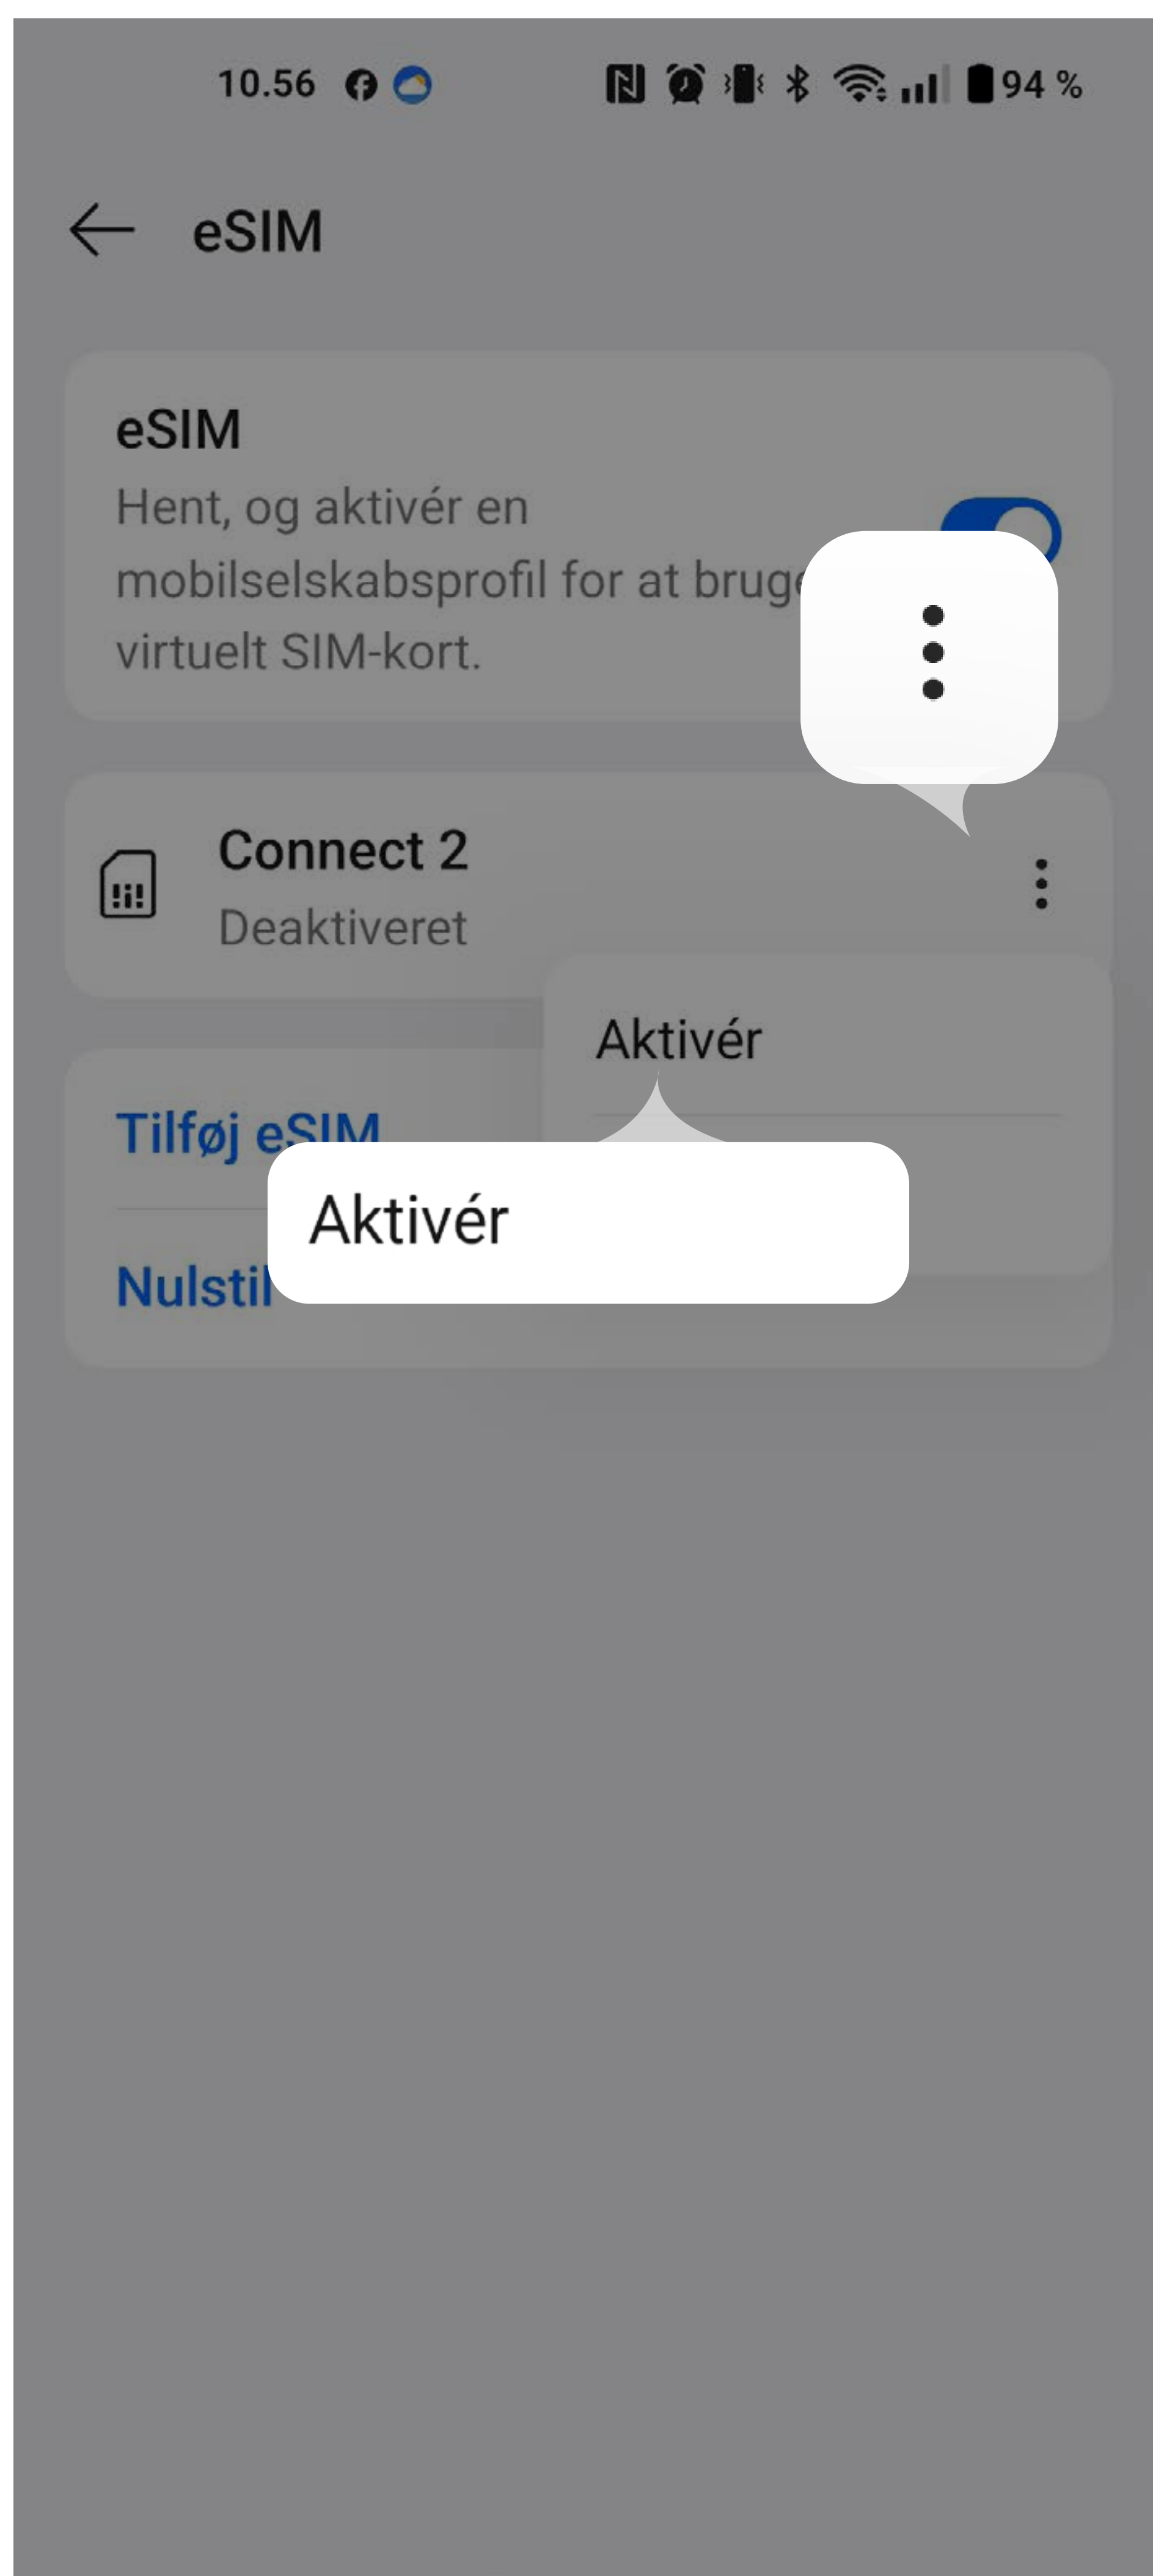 10.56
94 %
eSIM
eSIM
Hent, og aktivér en
mobilselskabsprofil for at bruge
virtuelt SIM-kort.
Connect 2
Deaktiveret
Aktivér
Tilføj eSIM
Aktivér
Nulstil